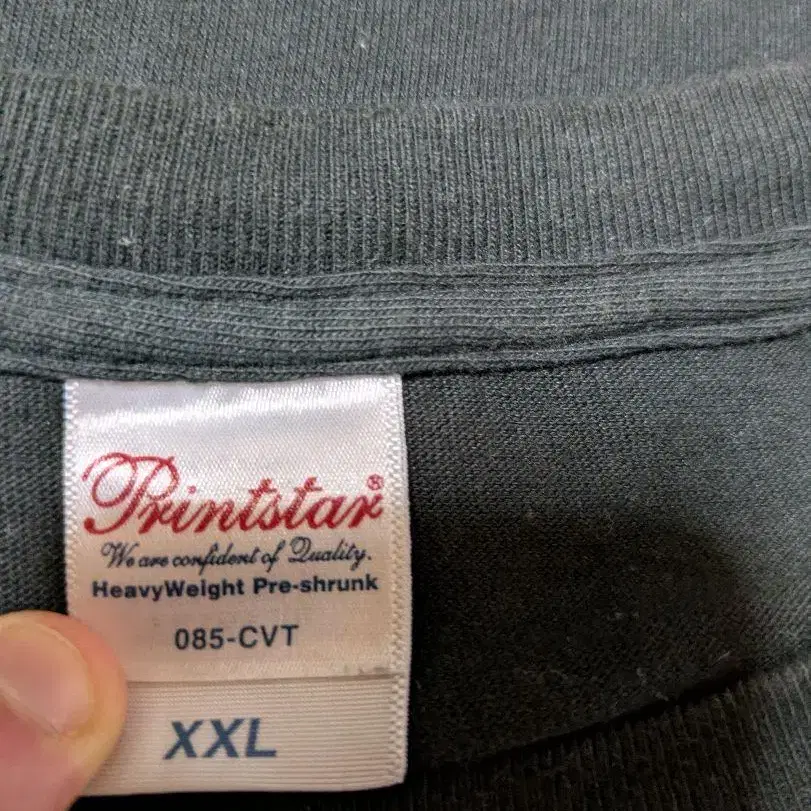 Printstar®
We are confident of Quality.
HeavyWeight Pre-shrunk
085-CVT
XXL